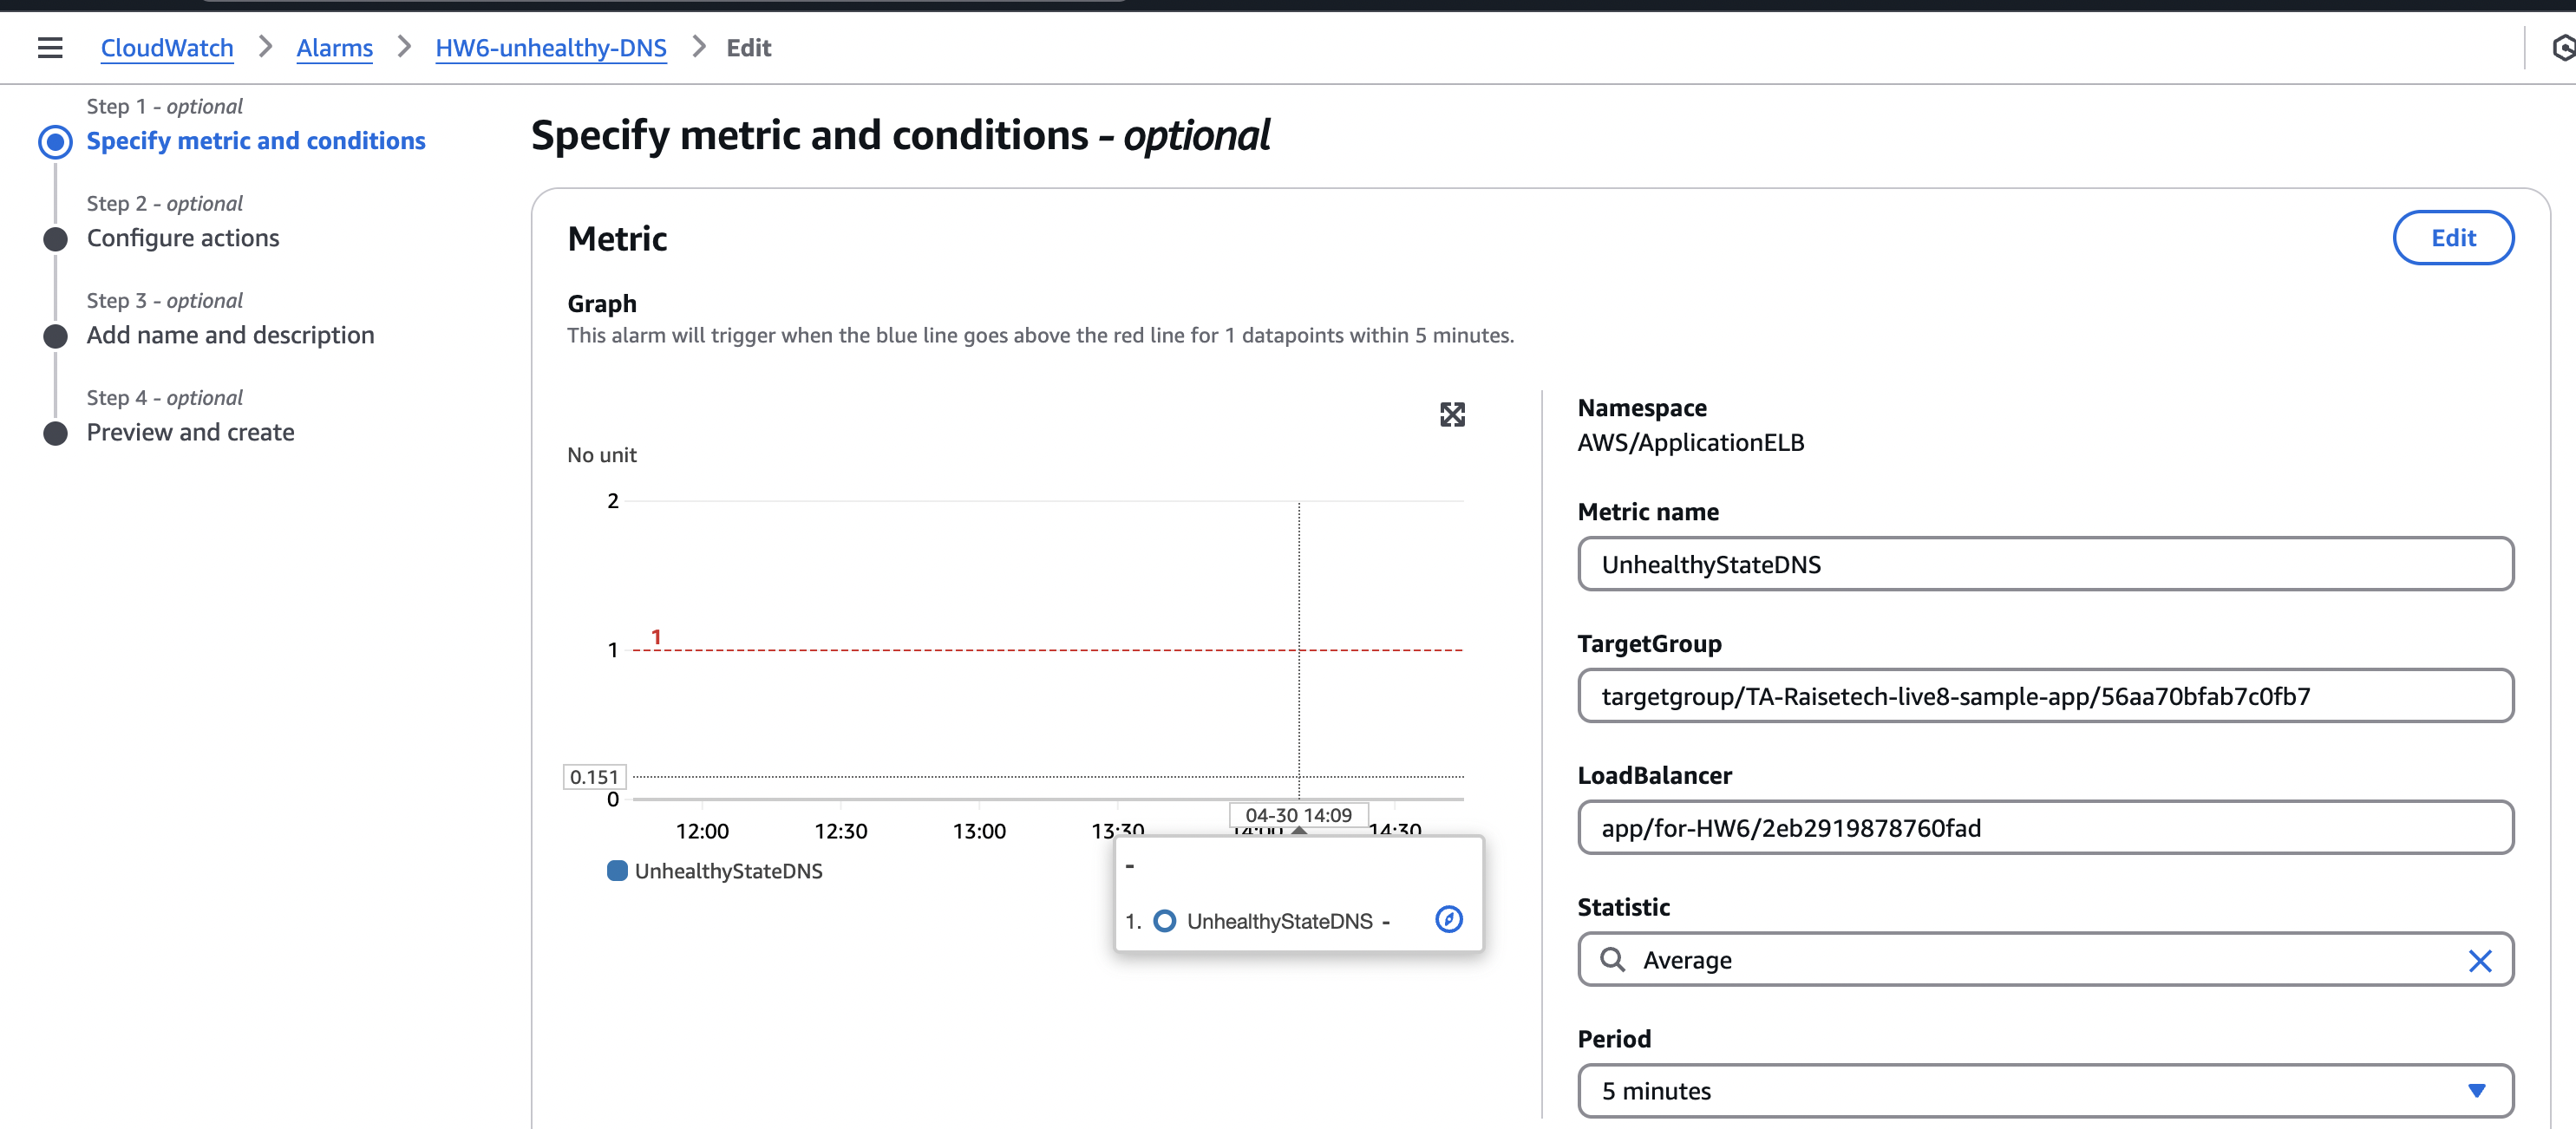 CloudWatch > Alarms > HW6-unhealthy-DNS > Edit
Step 1 - optional
Specify metric and conditions
Step 2 - optional
Configure actions
Step 3 - optional
Add name and description
Step 4 - optional
Preview and create
Specify metric and conditions - optional
Metric
Edit
Graph
This alarm will trigger when the blue line goes above the red line for 1 datapoints within 5 minutes.
No unit
2
1
1
0.151
0
04-30 14:09
12:00 12:30 13:00 13:30 14:00 14:30
UnhealthyStateDNS
-
1. UnhealthyStateDNS -
Namespace
AWS/ApplicationELB
Metric name
UnhealthyStateDNS
TargetGroup
targetgroup/TA-Raisetech-live8-sample-app/56aa70bfab7c0fb7
LoadBalancer
app/for-HW6/2eb2919878760fad
Statistic
Average
Period
5 minutes